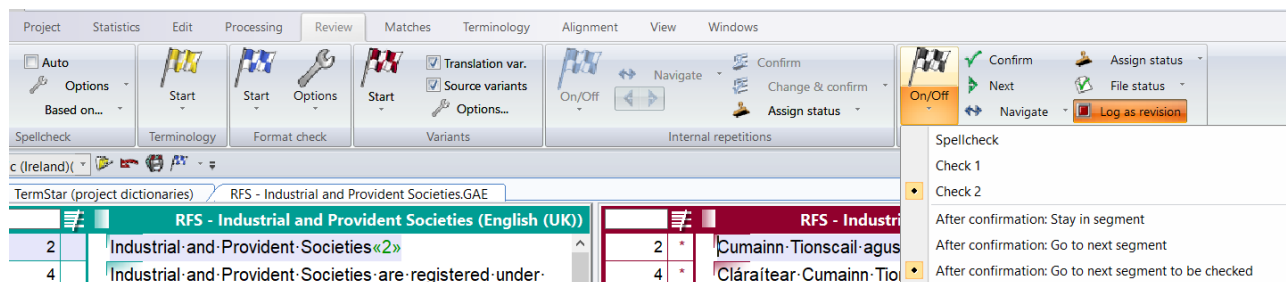 Project Statistics Edit Processing Review Matches Terminology Alignment View Windows
Auto
Options
Based on...
Spellcheck
Start
Terminology
Start Options
Format check
Start
Translation var.
Source variants
Options...
Variants
On/Off
Navigate
Confirm
Change & confirm
Assign status
Internal repetitions
On/Off
Confirm
Next
Navigate
Assign status
File status
Log as revision
Spellcheck
Check 1
Check 2
After confirmation: Stay in segment
After confirmation: Go to next segment
After confirmation: Go to next segment to be checked
c (Ireland)(
TermStar (project dictionaries) RFS - Industrial and Provident Societies.GAE
RFS - Industrial and Provident Societies (English (UK))
2 Industrial·and·Provident·Societies«2»
4 Industrial·and·Provident·Societies·are·registered·under·
RFS - Industri
2 * Cumainn·Tionscail·agus
4 * Cláraítear·Cumainn·Tio